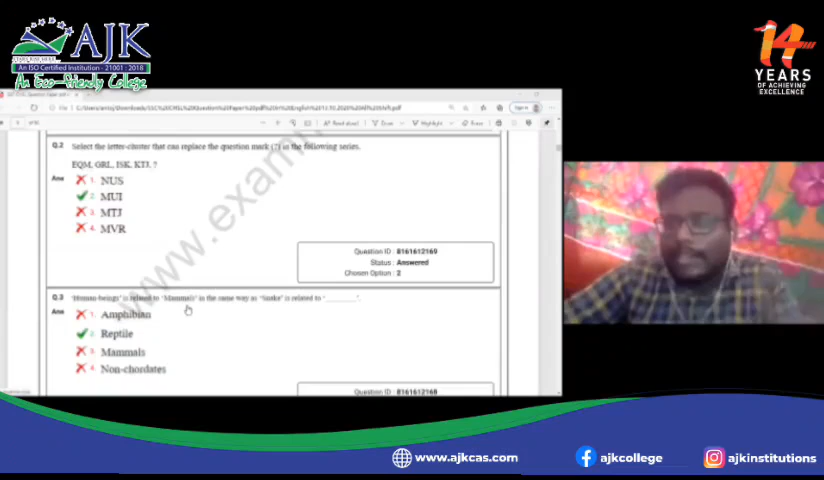 AJK
An ISO Certified Institution - 21001 : 2018
An Eco-friendly College
14
YEARS
OF ACHIEVING
EXCELLENCE
Q.2 Select the letter-cluster that can replace the question mark (?) in the following series.
EQM, GRL, ISK, KTJ, ?
Ans
1. NUS
2. MUI
3. MTJ
4. MVR
Question ID : 8161612169
Status : Answered
Chosen Option : 2
www.exam
Q.3 'Human beings' is related to 'Mammals' in the same way as 'Snake' is related to '________'.
Ans
1. Amphibian
2. Reptile
3. Mammals
4. Non-chordates
Question ID : 8161612168
www.ajkcas.com
ajkcollege
ajkinstitutions